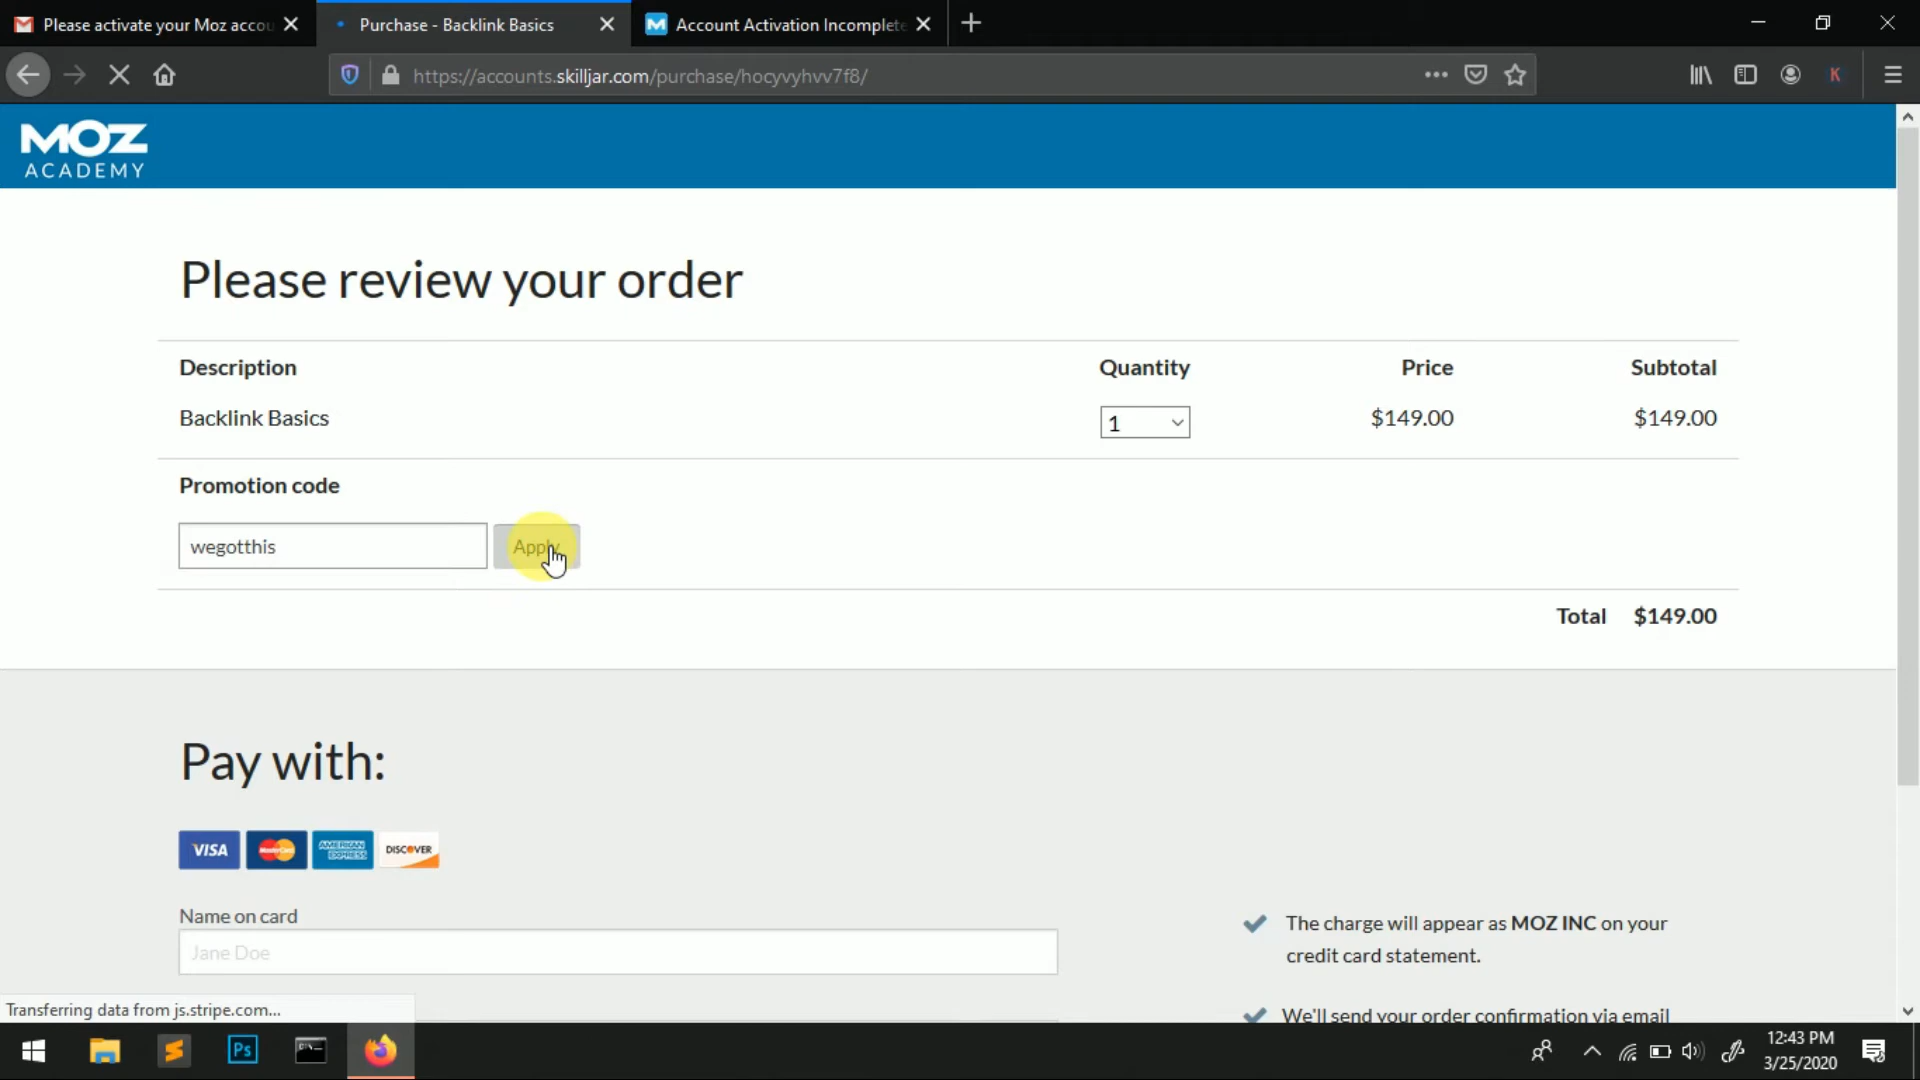 Please activate your Moz accou
Purchase - Backlink Basics
Account Activation Incomplete
https://accounts.skilljar.com/purchase/hocyvyhvv7f8/
K
MOZ
ACADEMY
Please review your order
Description Quantity Price Subtotal
Backlink Basics 1 $149.00 $149.00
Promotion code
wegotthis Apply
Total $149.00
Pay with:
VISA MasterCard AMERICAN EXPRESS DISCOVER
Name on card
Jane Doe
The charge will appear as MOZ INC on your
credit card statement.
We'll send your order confirmation via email
Transferring data from js.stripe.com...
Ps
12:43 PM
3/25/2020